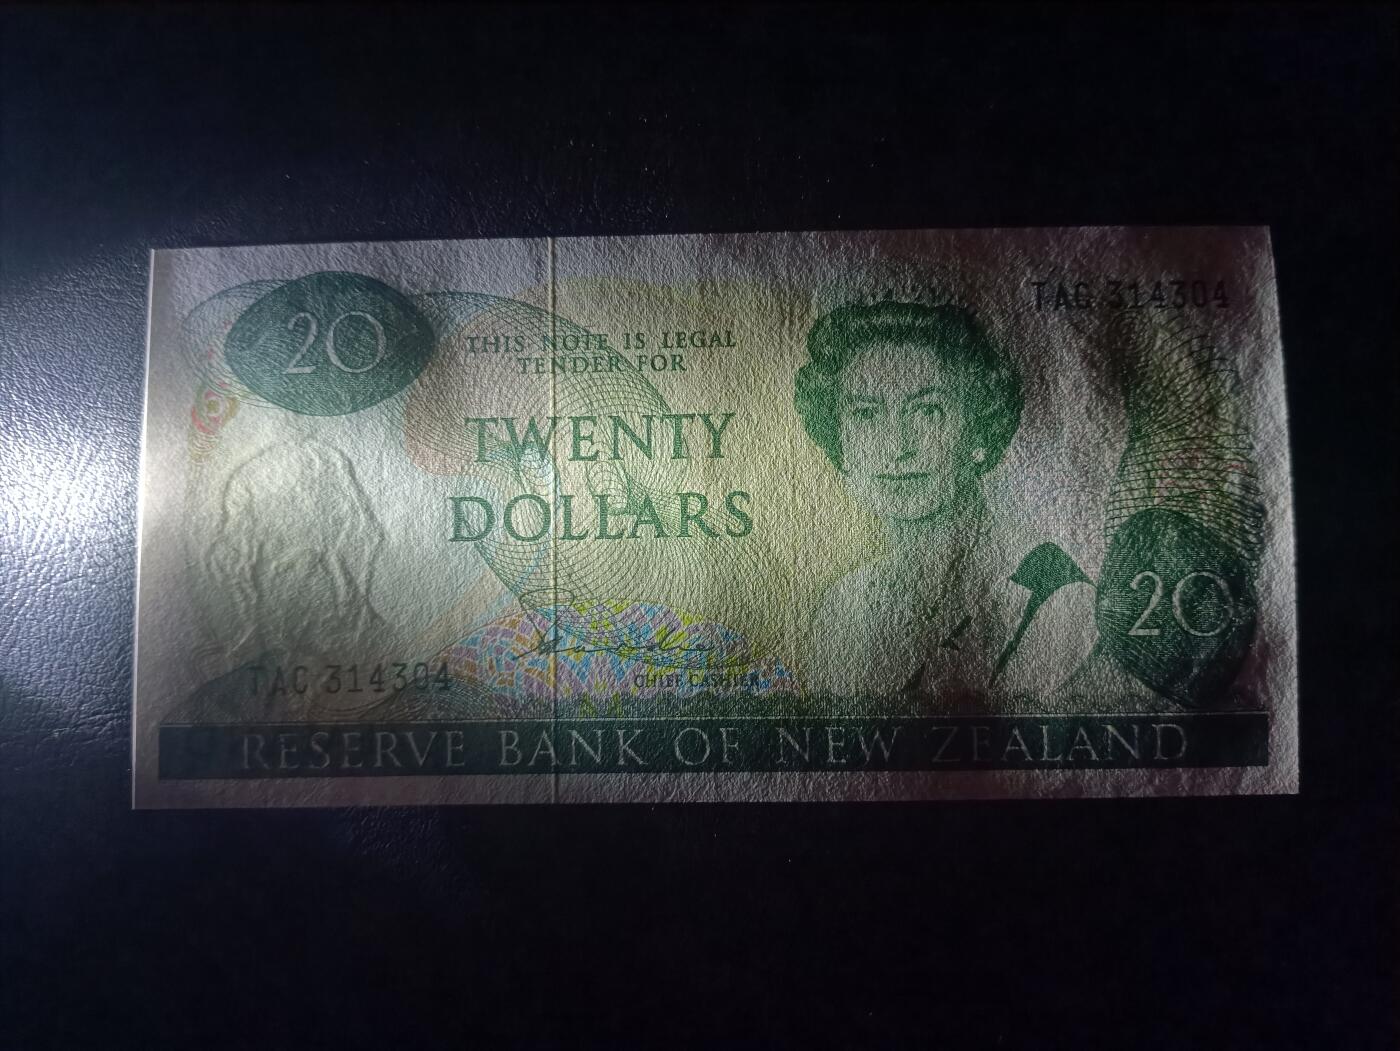 TAC 314304
20
THIS NOTE IS LEGAL
TENDER FOR
TWENTY
DOLLARS
20
CHIEF CASHIER
TAC 314304
RESERVE BANK OF NEW ZEALAND